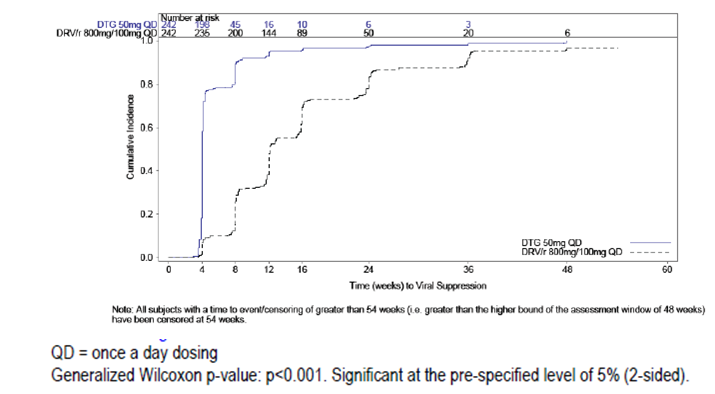 Number at risk
DTG 50mg QD 242 198 45 16 10 6 3
DRV/r 800mg/100mg QD 242 235 200 144 89 50 20 6
1.0
0.8
0.6
0.4
0.2
0.0
Cumulative Incidence
DTG 50mg QD
DRV/r 800mg/100mg QD
0 4 8 12 16 24 36 48 60
Time (weeks) to Viral Suppression
Note: All subjects with a time to event/censoring of greater than 54 weeks (i.e. greater than the higher bound of the assessment window of 48 weeks)
have been censored at 54 weeks.
QD = once a day dosing
Generalized Wilcoxon p-value: p<0.001. Significant at the pre-specified level of 5% (2-sided).